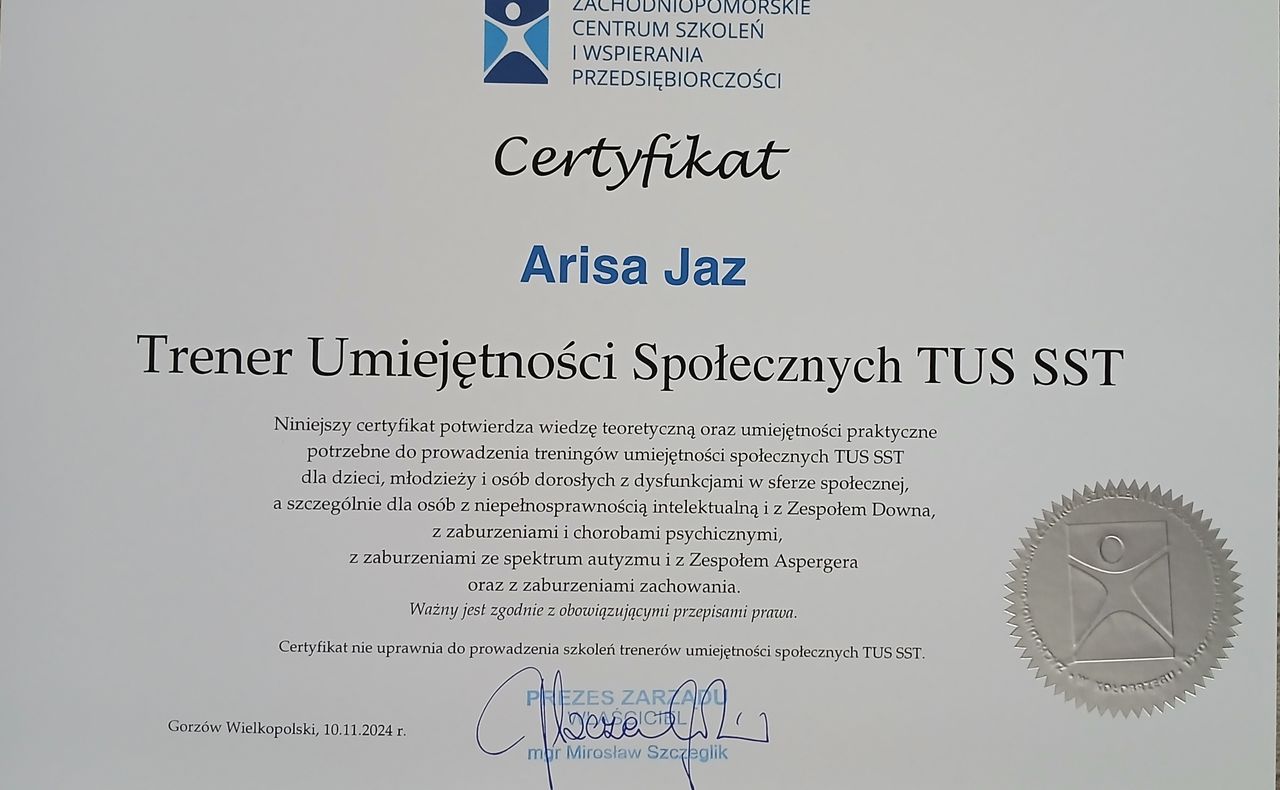 ZACHODNIOPOMORSKIE
CENTRUM SZKOLEŃ
I WSPIERANIA
PRZEDSIĘBIORCZOŚCI
Certyfikat
Arisa Jaz
Trener Umiejętności Społecznych TUS SST
Niniejszy certyfikat potwierdza wiedzę teoretyczną oraz umiejętności praktyczne
potrzebne do prowadzenia treningów umiejętności społecznych TUS SST
dla dzieci, młodzieży i osób dorosłych z dysfunkcjami w sferze społecznej,
a szczególnie dla osób z niepełnosprawnością intelektualną i z Zespołem Downa,
z zaburzeniami i chorobami psychicznymi,
z zaburzeniami ze spektrum autyzmu i z Zespołem Aspergera
oraz z zaburzeniami zachowania.
Ważny jest zgodnie z obowiązującymi przepisami prawa.
Certyfikat nie uprawnia do prowadzenia szkoleń trenerów umiejętności społecznych TUS SST.
PREZES ZARZĄDU
WŁAŚCICIEL
mgr Mirosław Szczeglik
Gorzów Wielkopolski, 10.11.2024 r.
W KOŁOBRZEGU